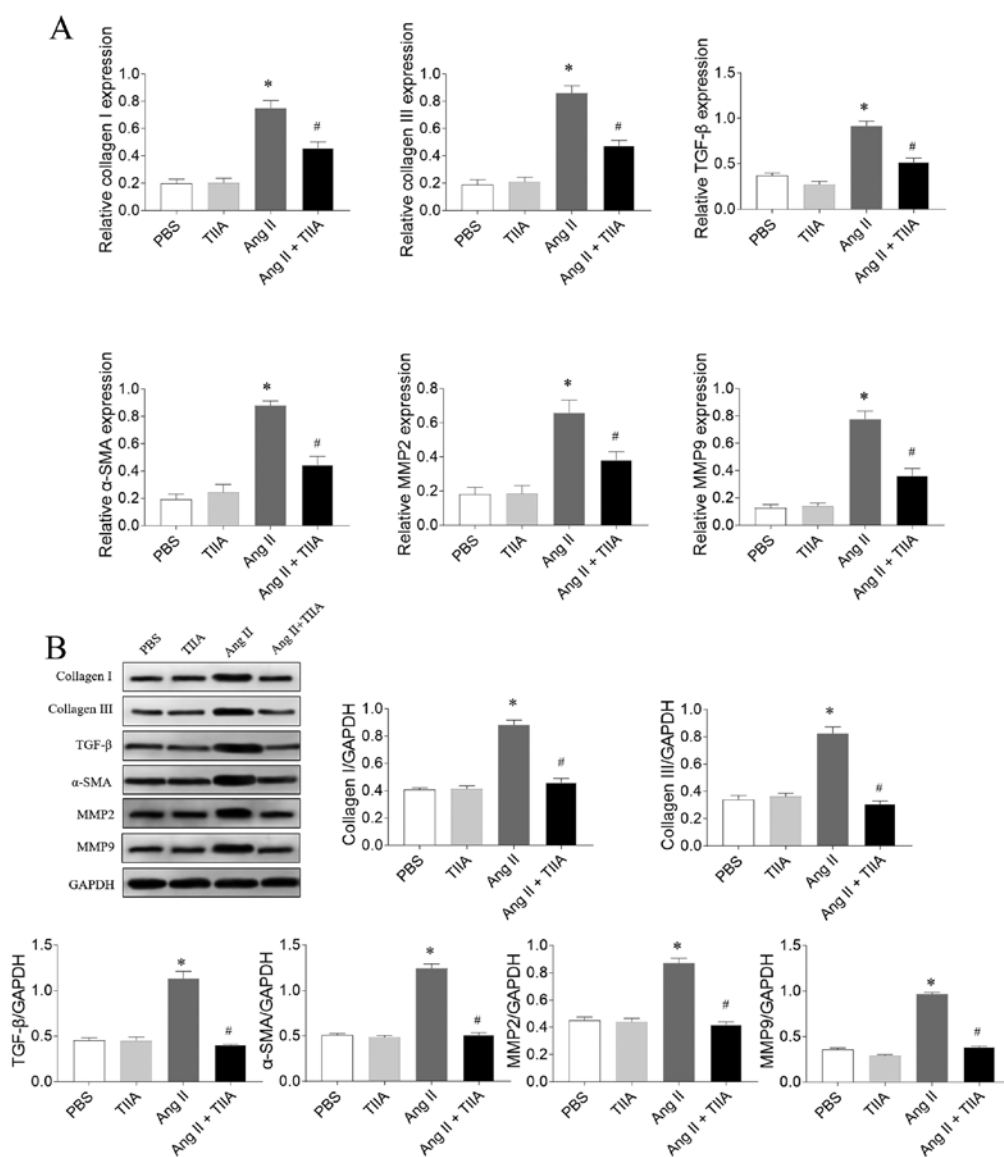 A
Relative collagen I expression
1.0
0.8
0.6
0.4
0.2
0.0
*
#
PBS
TIIA
Ang II
Ang II + TIIA
Relative collagen III expression
1.0
0.8
0.6
0.4
0.2
0.0
*
#
PBS
TIIA
Ang II
Ang II + TIIA
Relative TGF-β expression
1.5
1.0
0.5
0.0
*
#
PBS
TIIA
Ang II
Ang II + TIIA
Relative α-SMA expression
1.0
0.8
0.6
0.4
0.2
0.0
*
#
PBS
TIIA
Ang II
Ang II + TIIA
Relative MMP2 expression
0.8
0.6
0.4
0.2
0.0
*
#
PBS
TIIA
Ang II
Ang II + TIIA
Relative MMP9 expression
1.0
0.8
0.6
0.4
0.2
0.0
*
#
PBS
TIIA
Ang II
Ang II + TIIA
B
PBS
TIIA
Ang II
Ang II+TIIA
Collagen I
Collagen III
TGF-β
α-SMA
MMP2
MMP9
GAPDH
Collagen I/GAPDH
1.0
0.8
0.6
0.4
0.2
0.0
*
#
PBS
TIIA
Ang II
Ang II + TIIA
Collagen III/GAPDH
1.0
0.8
0.6
0.4
0.2
0.0
*
#
PBS
TIIA
Ang II
Ang II + TIIA
TGF-β/GAPDH
1.5
1.0
0.5
0.0
*
#
PBS
TIIA
Ang II
Ang II + TIIA
α-SMA/GAPDH
1.5
1.0
0.5
0.0
*
#
PBS
TIIA
Ang II
Ang II + TIIA
MMP2/GAPDH
1.0
0.8
0.6
0.4
0.2
0.0
*
#
PBS
TIIA
Ang II
Ang II + TIIA
MMP9/GAPDH
1.5
1.0
0.5
0.0
*
#
PBS
TIIA
Ang II
Ang II + TIIA